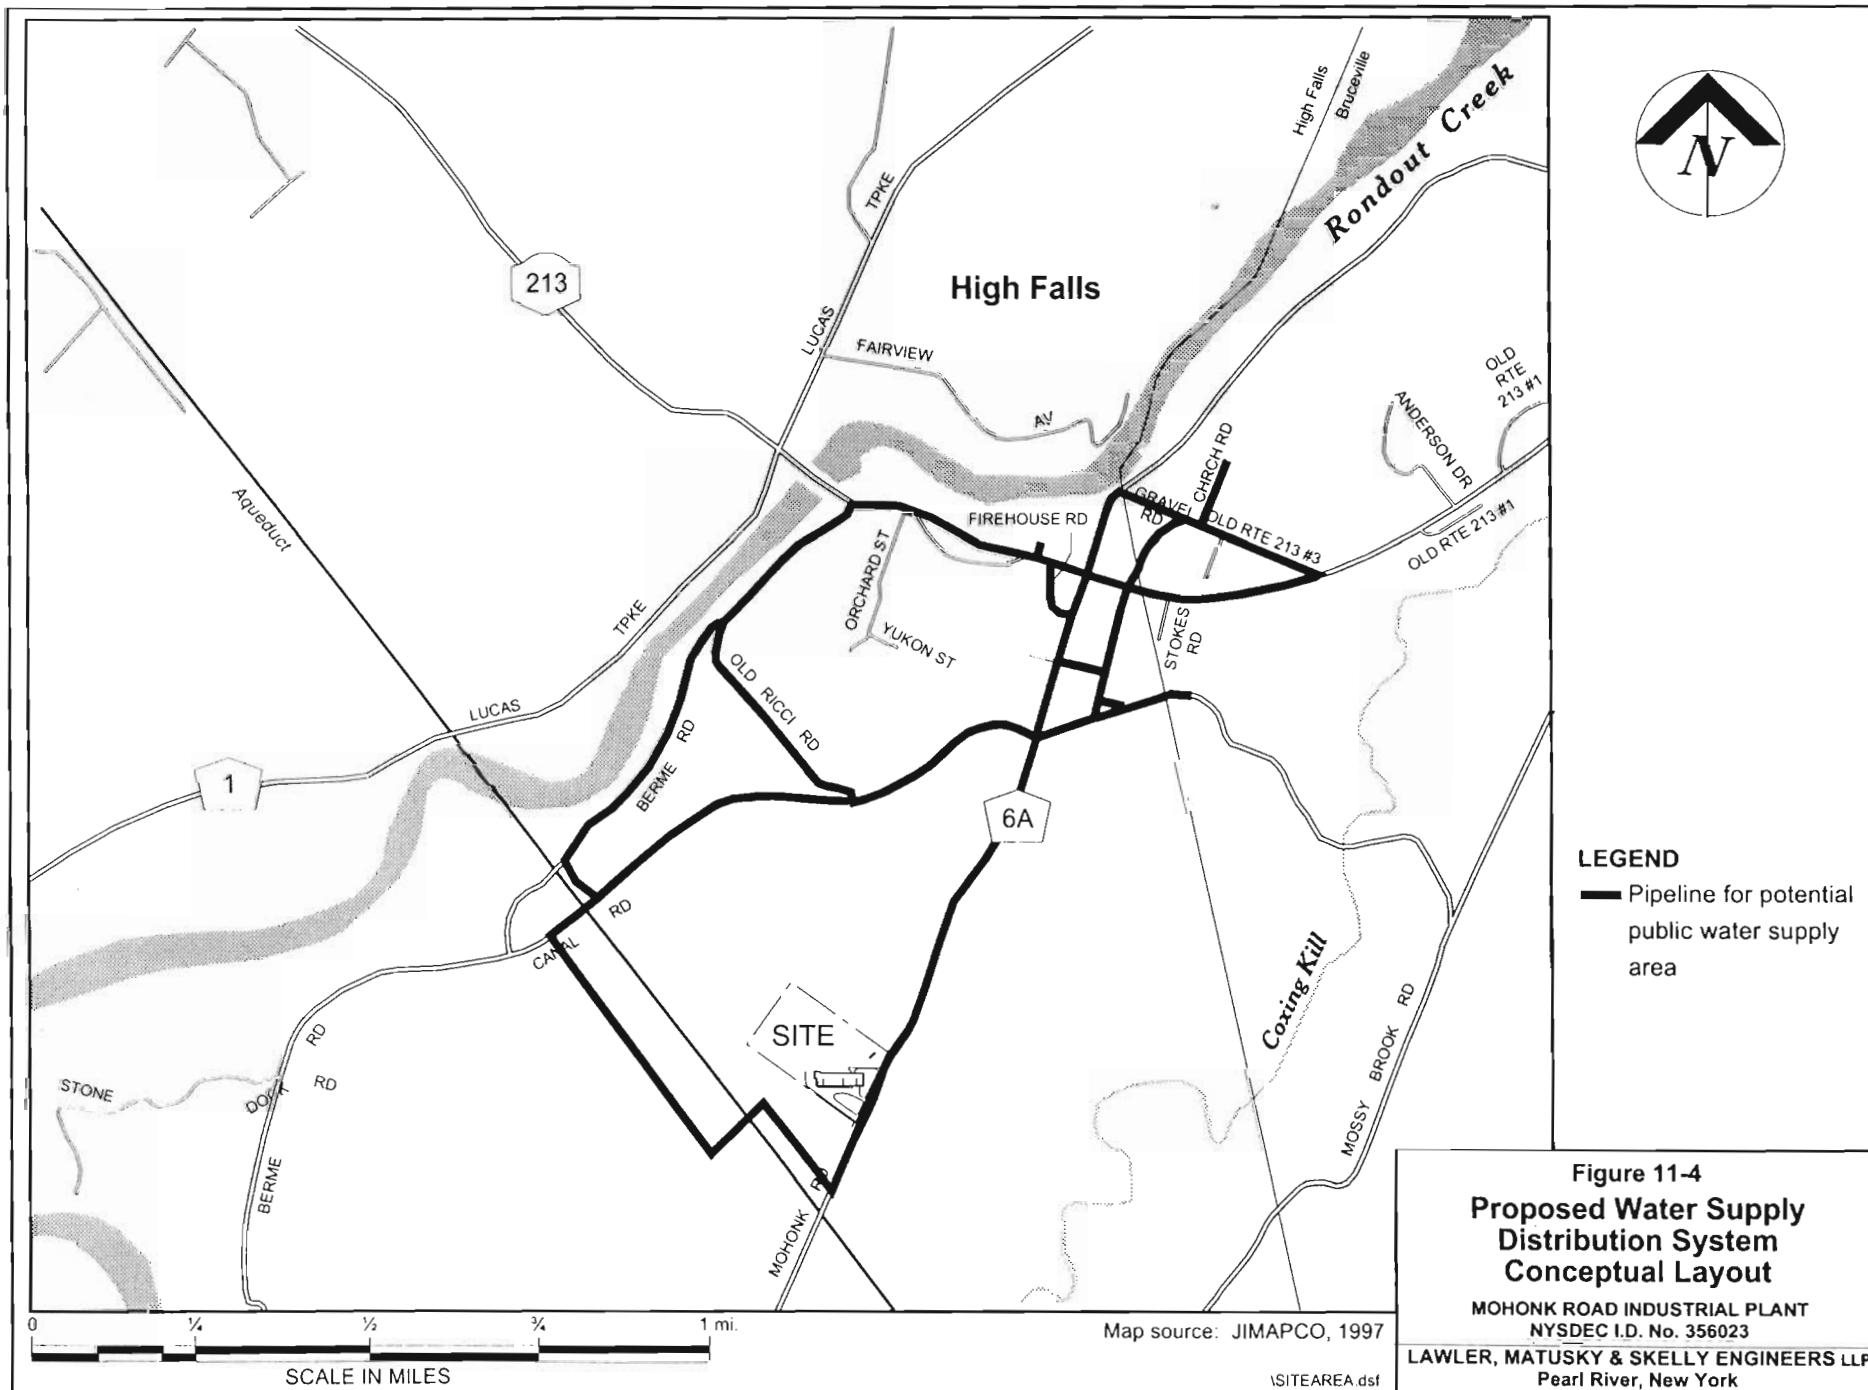 High Falls
Bruceville
Rondout Creek
213
TPKE
LUCAS
High Falls
FAIRVIEW
AV
OLD
RTE
213 #1
ANDERSON DR
CHRCH RD
GRAVEL
RD
OLD RTE 213 #3
OLD RTE 213 #1
FIREHOUSE RD
Aqueduct
ORCHARD ST
YUKON ST
STOKES
RD
TPKE
LUCAS
OLD RICCI RD
BERME RD
1
6A
CANAL
RD
Coxing Kill
SITE
MOSSY BROOK RD
STONE
DOCK
RD
RD
BERME
MOHONK
RD
N
LEGEND
Pipeline for potential
public water supply
area
Figure 11-4
Proposed Water Supply
Distribution System
Conceptual Layout
MOHONK ROAD INDUSTRIAL PLANT
NYSDEC I.D. No. 356023
LAWLER, MATUSKY & SKELLY ENGINEERS LLP
Pearl River, New York
0 ¼ ½ ¾ 1 mi.
SCALE IN MILES
Map source: JIMAPCO, 1997
\SITEAREA.dsf